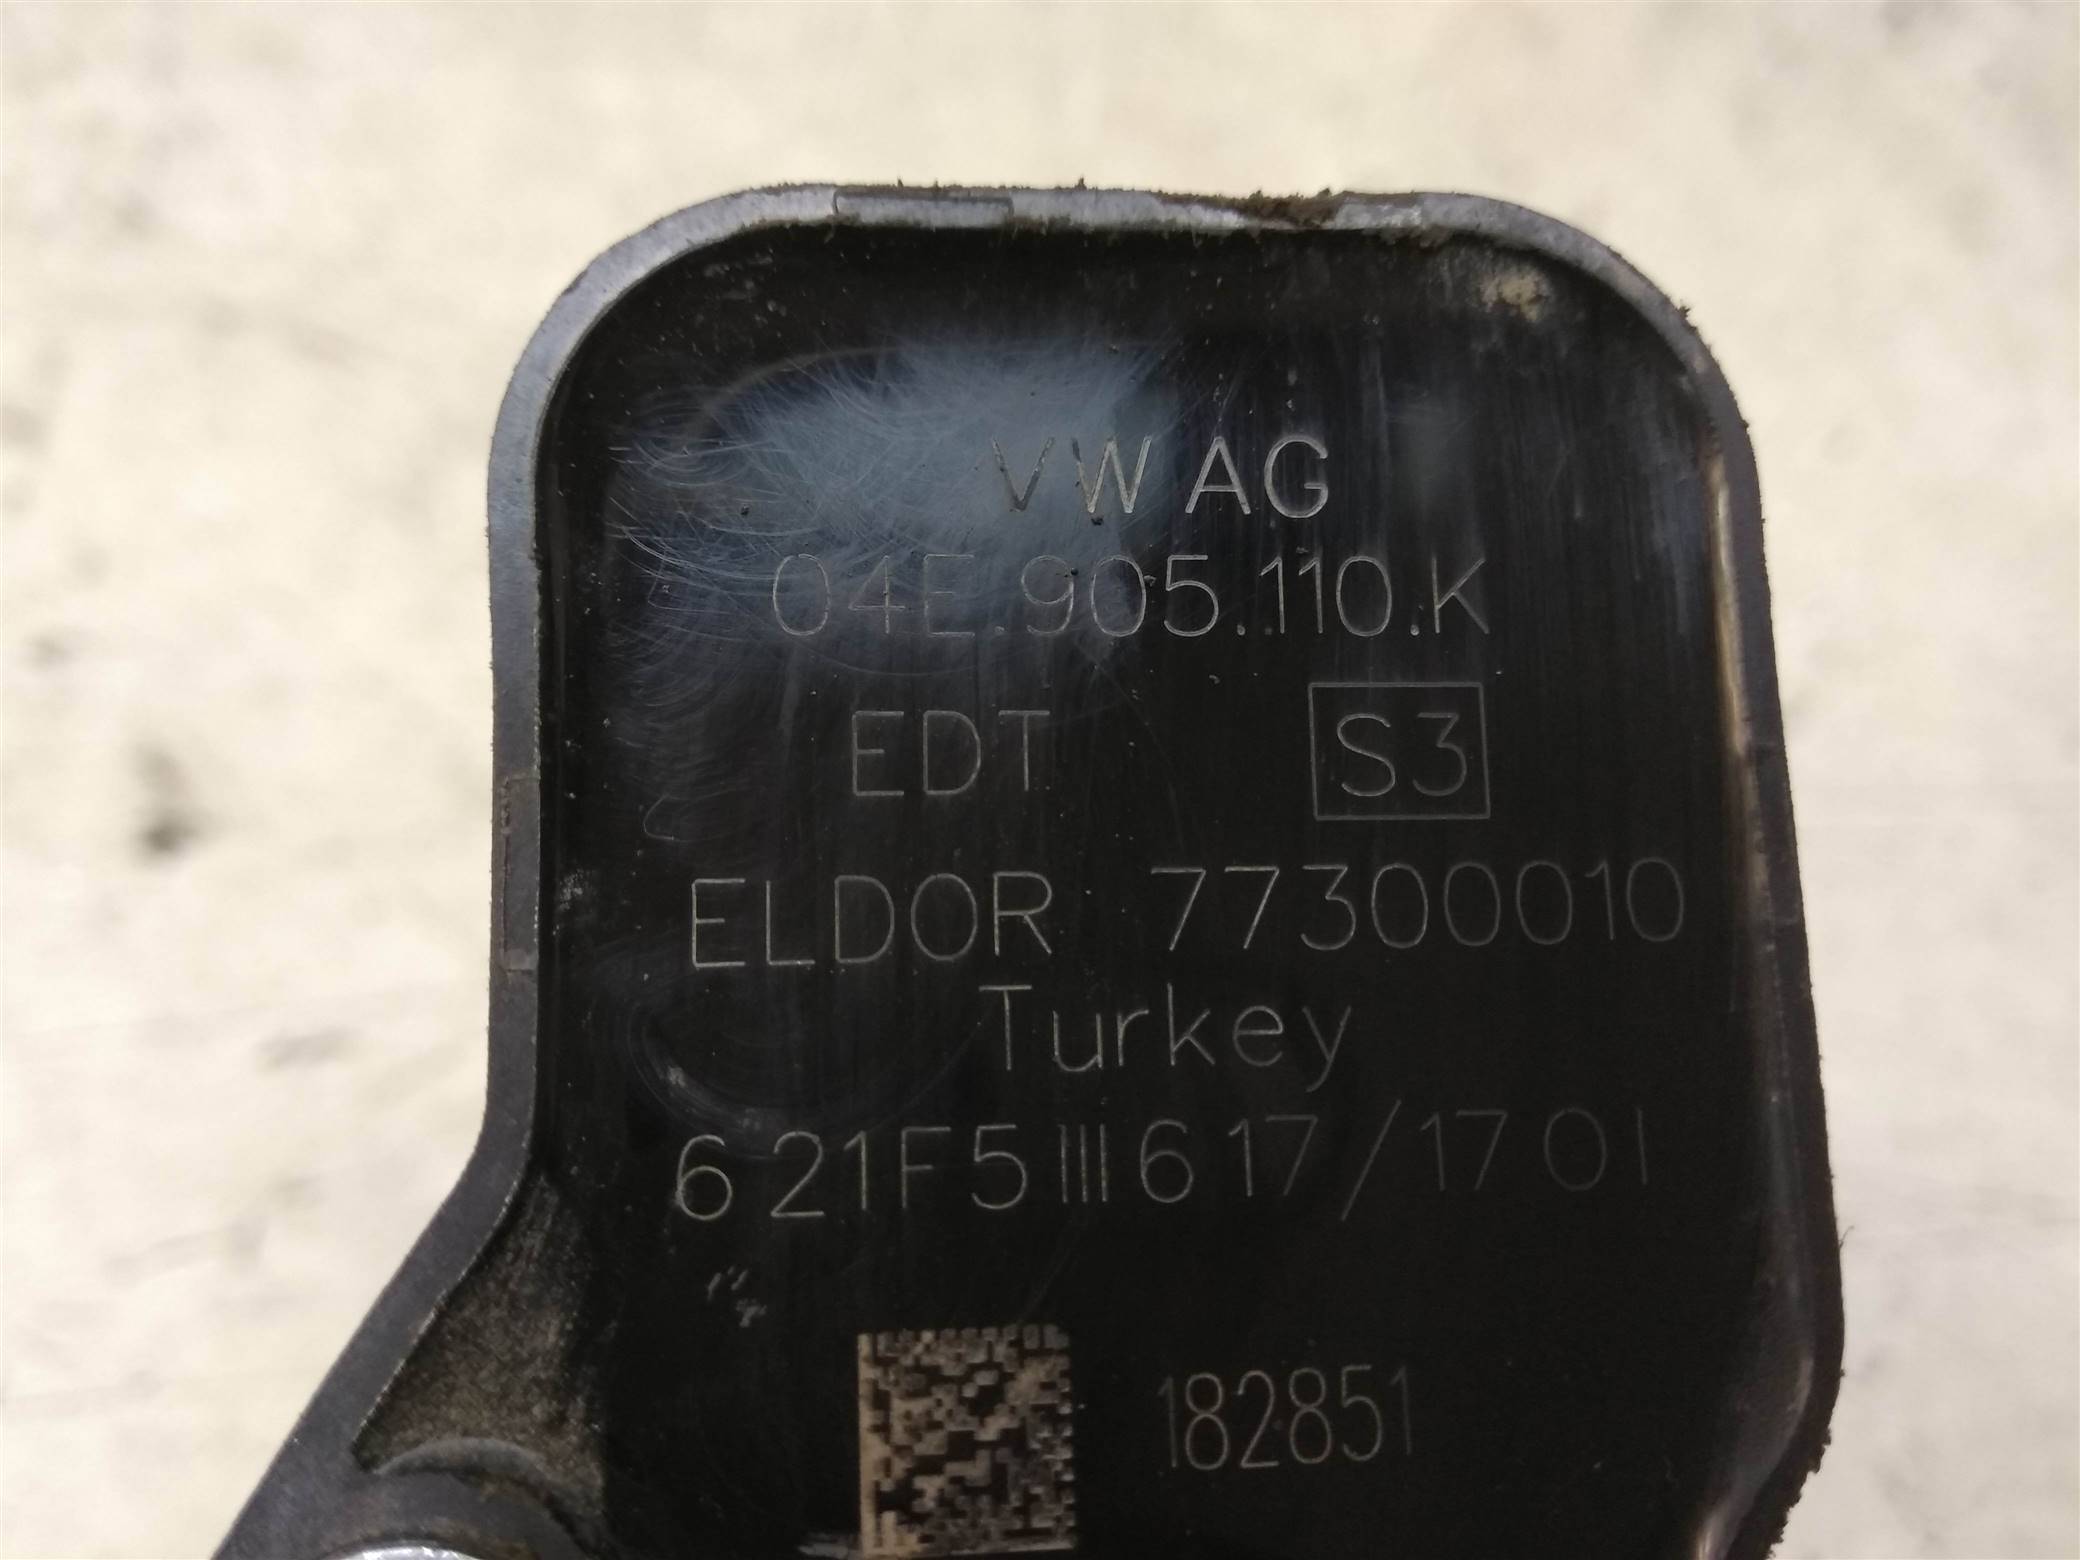 VW AG
04E.905.110.K
EDT S3
ELDOR 77300010
Turkey
6 21F5 III 6 17/17 01
182851